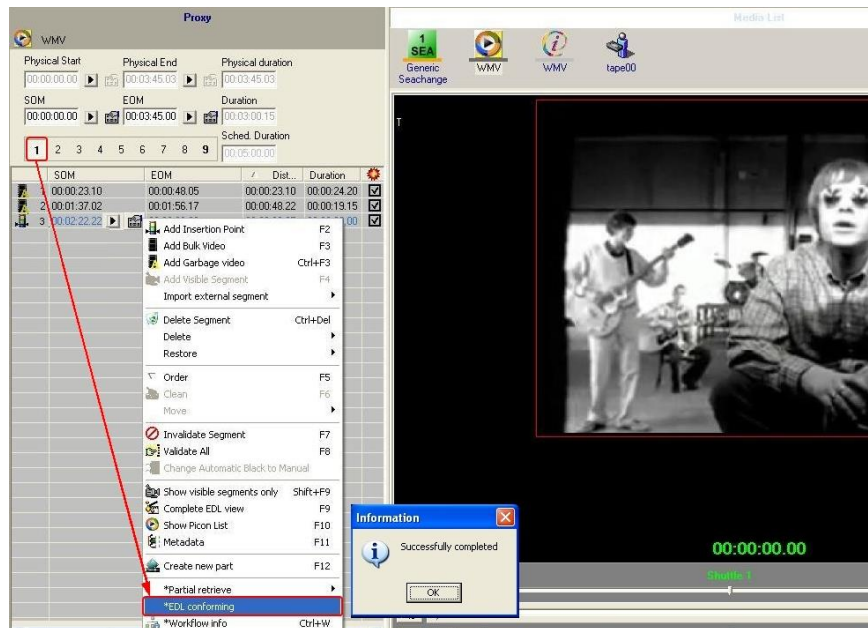 Proxy
Media List
WMV
1
SEA
Generic
Seachange
WMV
WMV
tape00
Physical Start Physical End Physical duration
00:00:00.00 00:03:45.03 00:03:45.03
SOM EOM Duration
00:00:00.00 00:03:45.00 00:03:00.15
Sched. Duration
1 2 3 4 5 6 7 8 9 00:05:00.00
SOM EOM / Dist... Duration
1 00:00:23.10 00:00:48.05 00:00:23.10 00:00:24.20
2 00:01:37.02 00:01:56.17 00:00:48.22 00:00:19.15
3 00:02:22.22
T
Add Insertion Point F2
Add Bulk Video F3
Add Garbage video Ctrl+F3
Add Visible Segment F4
Import external segment
Delete Segment Ctrl+Del
Delete
Restore
Order F5
Clean F6
Move
Invalidate Segment F7
Validate All F8
Change Automatic Black to Manual
Show visible segments only Shift+F9
Complete EDL view F9
Show Picon List F10
Metadata F11
Create new part F12
*Partial retrieve
*EDL conforming
*Workflow info Ctrl+W
Information
Successfully completed
OK
00:00:00.00
Shuttle 1